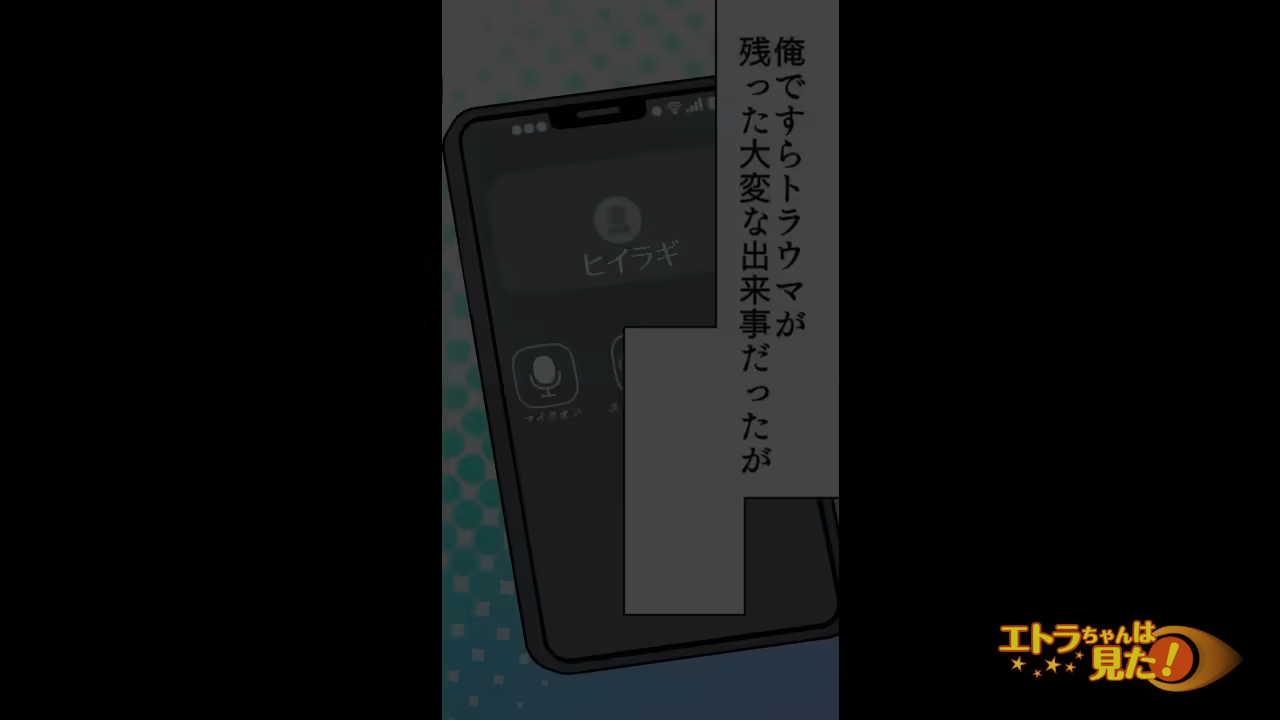 俺ですらトラウマが
残った大変な出来事だったが
ヒイラギ
マイクオン
エトラちゃんは
見た!